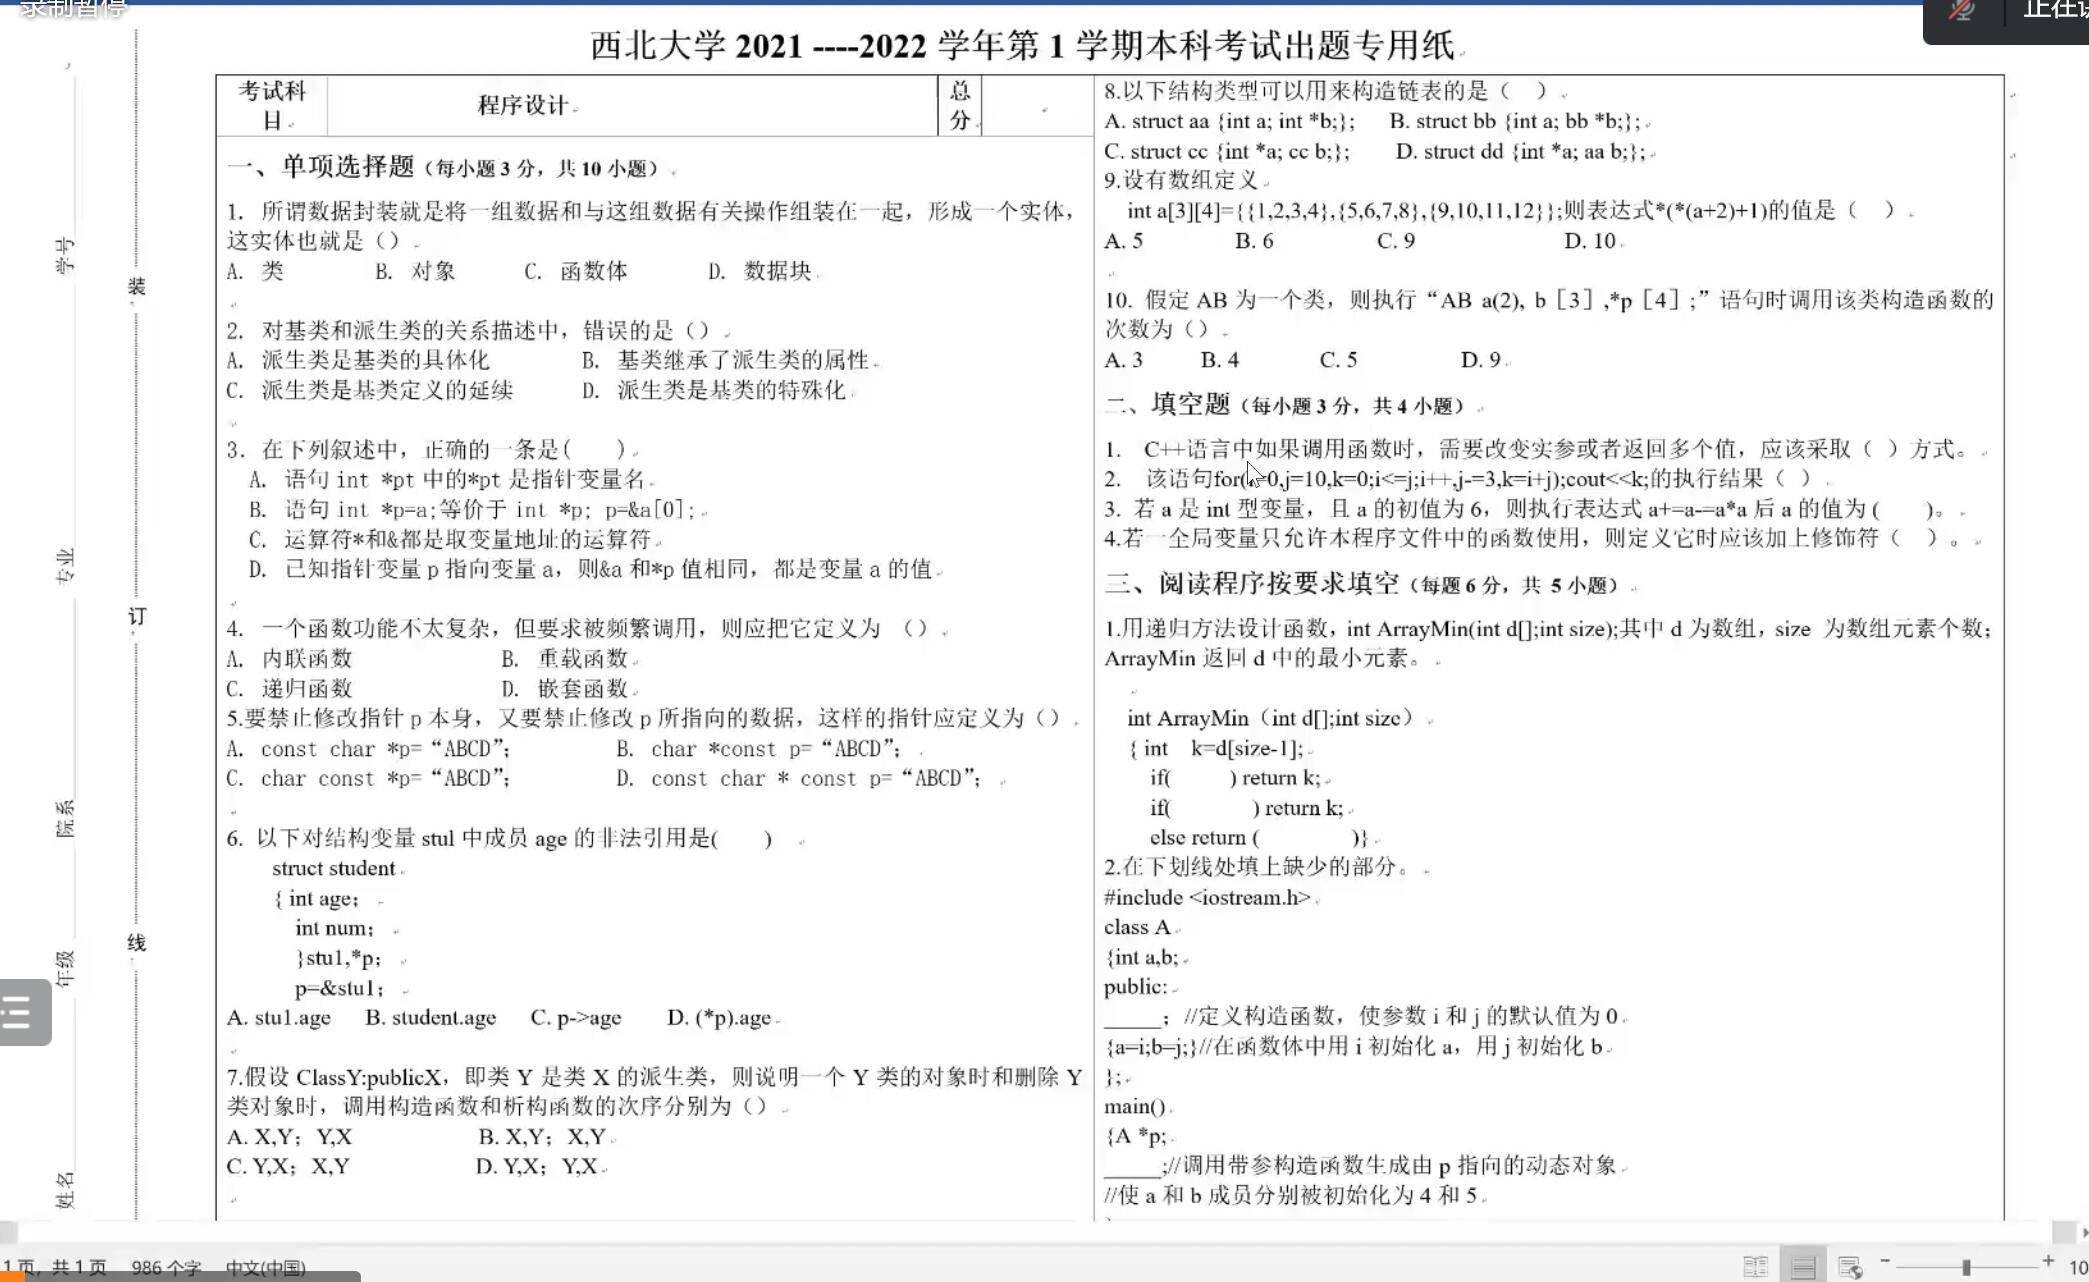 录制暂停
正在讲
西北大学 2021 ----2022 学年第 1 学期本科考试出题专用纸
学号
专业
院系
年级
姓名
装
订
线
考试科目
程序设计
总分
一、单项选择题（每小题 3 分，共 10 小题）
1. 所谓数据封装就是将一组数据和与这组数据有关操作组装在一起，形成一个实体，
这实体也就是（）
A. 类 B. 对象 C. 函数体 D. 数据块
2. 对基类和派生类的关系描述中，错误的是（）
A. 派生类是基类的具体化 B. 基类继承了派生类的属性
C. 派生类是基类定义的延续 D. 派生类是基类的特殊化
3. 在下列叙述中，正确的一条是( )
A. 语句 int *pt 中的*pt 是指针变量名
B. 语句 int *p=a;等价于 int *p; p=&a[0];
C. 运算符*和&都是取变量地址的运算符
D. 已知指针变量 p 指向变量 a，则&a 和*p 值相同，都是变量 a 的值
4. 一个函数功能不太复杂，但要求被频繁调用，则应把它定义为 （）
A. 内联函数 B. 重载函数
C. 递归函数 D. 嵌套函数
5.要禁止修改指针 p 本身，又要禁止修改 p 所指向的数据，这样的指针应定义为（）
A. const char *p=“ABCD”; B. char *const p=“ABCD”;
C. char const *p=“ABCD”; D. const char * const p=“ABCD”;
6. 以下对结构变量 stul 中成员 age 的非法引用是( )
struct student
{ int age；
int num；
}stu1,*p；
p=&stu1；
A. stu1.age B. student.age C. p->age D. (*p).age
7.假设 ClassY:publicX，即类 Y 是类 X 的派生类，则说明一个 Y 类的对象时和删除 Y
类对象时，调用构造函数和析构函数的次序分别为（）
A. X,Y；Y,X B. X,Y；X,Y
C. Y,X；X,Y D. Y,X；Y,X
8.以下结构类型可以用来构造链表的是（ ）
A. struct aa {int a; int *b;}; B. struct bb {int a; bb *b;};
C. struct cc {int *a; cc b;}; D. struct dd {int *a; aa b;};
9.设有数组定义
int a[3][4]={{1,2,3,4},{5,6,7,8},{9,10,11,12}};则表达式*(*(a+2)+1)的值是（ ）
A. 5 B. 6 C. 9 D. 10
10. 假定 AB 为一个类，则执行“AB a(2), b［3］,*p［4］;”语句时调用该类构造函数的
次数为（）
A. 3 B. 4 C. 5 D. 9
二、填空题（每小题 3 分，共 4 小题）
1. C++语言中如果调用函数时，需要改变实参或者返回多个值，应该采取（ ）方式。
2. 该语句for(i=0,j=10,k=0;i<=j;i++,j-=3,k=i+j);cout<<k;的执行结果（ ）
3. 若 a 是 int 型变量，且 a 的初值为 6，则执行表达式 a+=a-=a*a 后 a 的值为 ( )。
4.若一全局变量只允许本程序文件中的函数使用，则定义它时应该加上修饰符（ ）。
三、阅读程序按要求填空（每题 6 分，共 5 小题）
1.用递归方法设计函数，int ArrayMin(int d[];int size);其中 d 为数组，size 为数组元素个数；
ArrayMin 返回 d 中的最小元素。
int ArrayMin（int d[];int size）
{ int k=d[size-1];
if( ) return k;
if( ) return k;
else return ( )}
2.在下划线处填上缺少的部分。
#include <iostream.h>
class A
{int a,b;
public:
_____；//定义构造函数，使参数 i 和 j 的默认值为 0
{a=i;b=j;}//在函数体中用 i 初始化 a，用 j 初始化 b
};
main()
{A *p;
_____;//调用带参构造函数生成由 p 指向的动态对象
//使 a 和 b 成员分别被初始化为 4 和 5
1页, 共 1 页 986 个字 中文(中国)
10